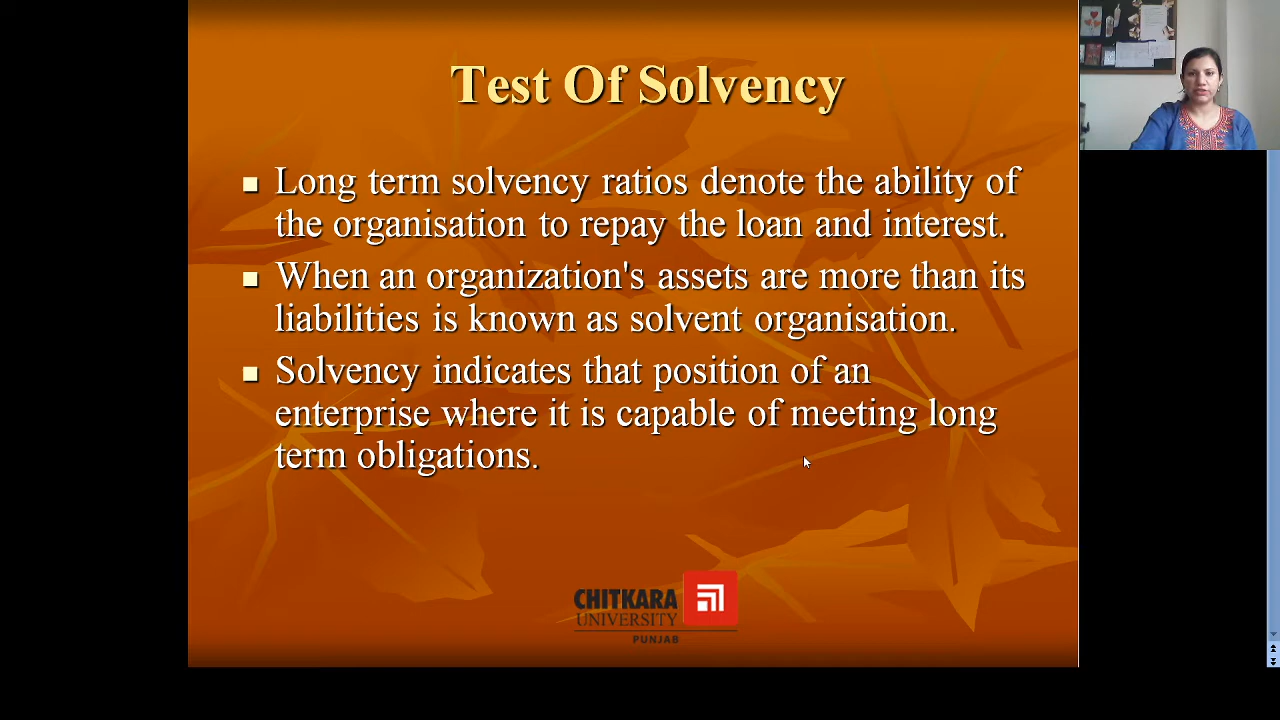 Test Of Solvency
Long term solvency ratios denote the ability of
the organisation to repay the loan and interest.
When an organization's assets are more than its
liabilities is known as solvent organisation.
Solvency indicates that position of an
enterprise where it is capable of meeting long
term obligations.
CHITKARA
UNIVERSITY
PUNJAB